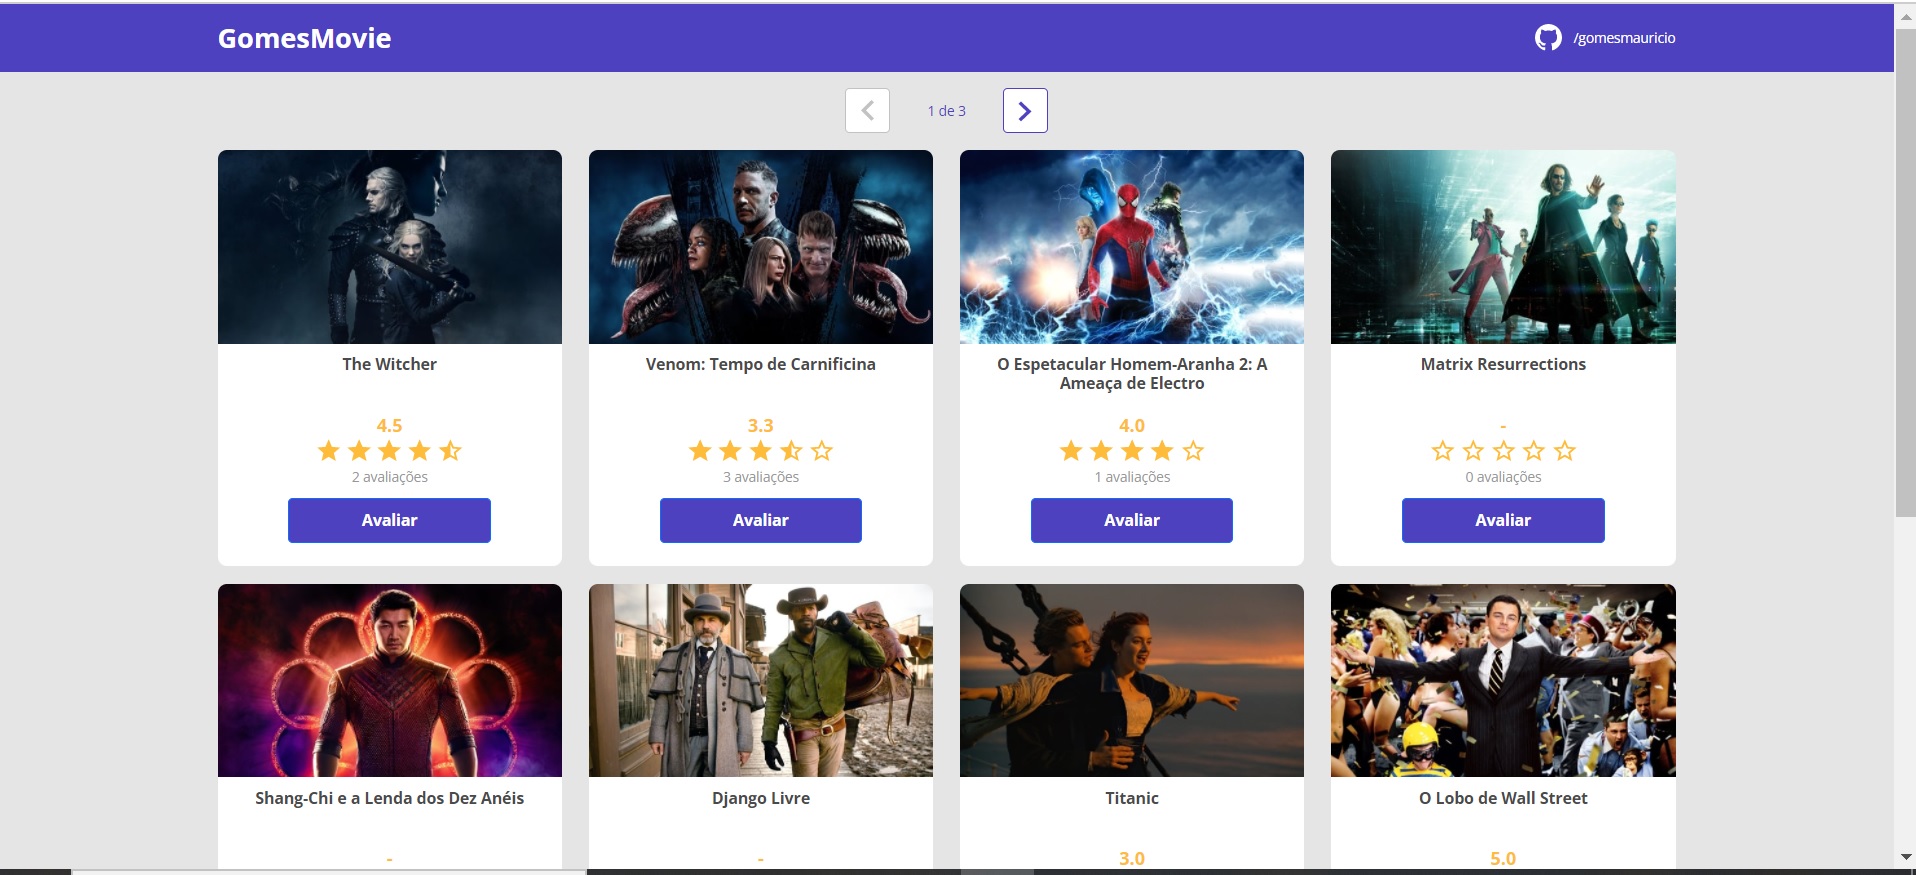 GomesMovie
/gomesmauricio
1 de 3
The Witcher
4.5
2 avaliações
Avaliar
Venom: Tempo de Carnificina
3.3
3 avaliações
Avaliar
O Espetacular Homem-Aranha 2: A
Ameaça de Electro
4.0
1 avaliações
Avaliar
Matrix Resurrections
-
0 avaliações
Avaliar
Shang-Chi e a Lenda dos Dez Anéis
-
Django Livre
-
Titanic
3.0
O Lobo de Wall Street
5.0